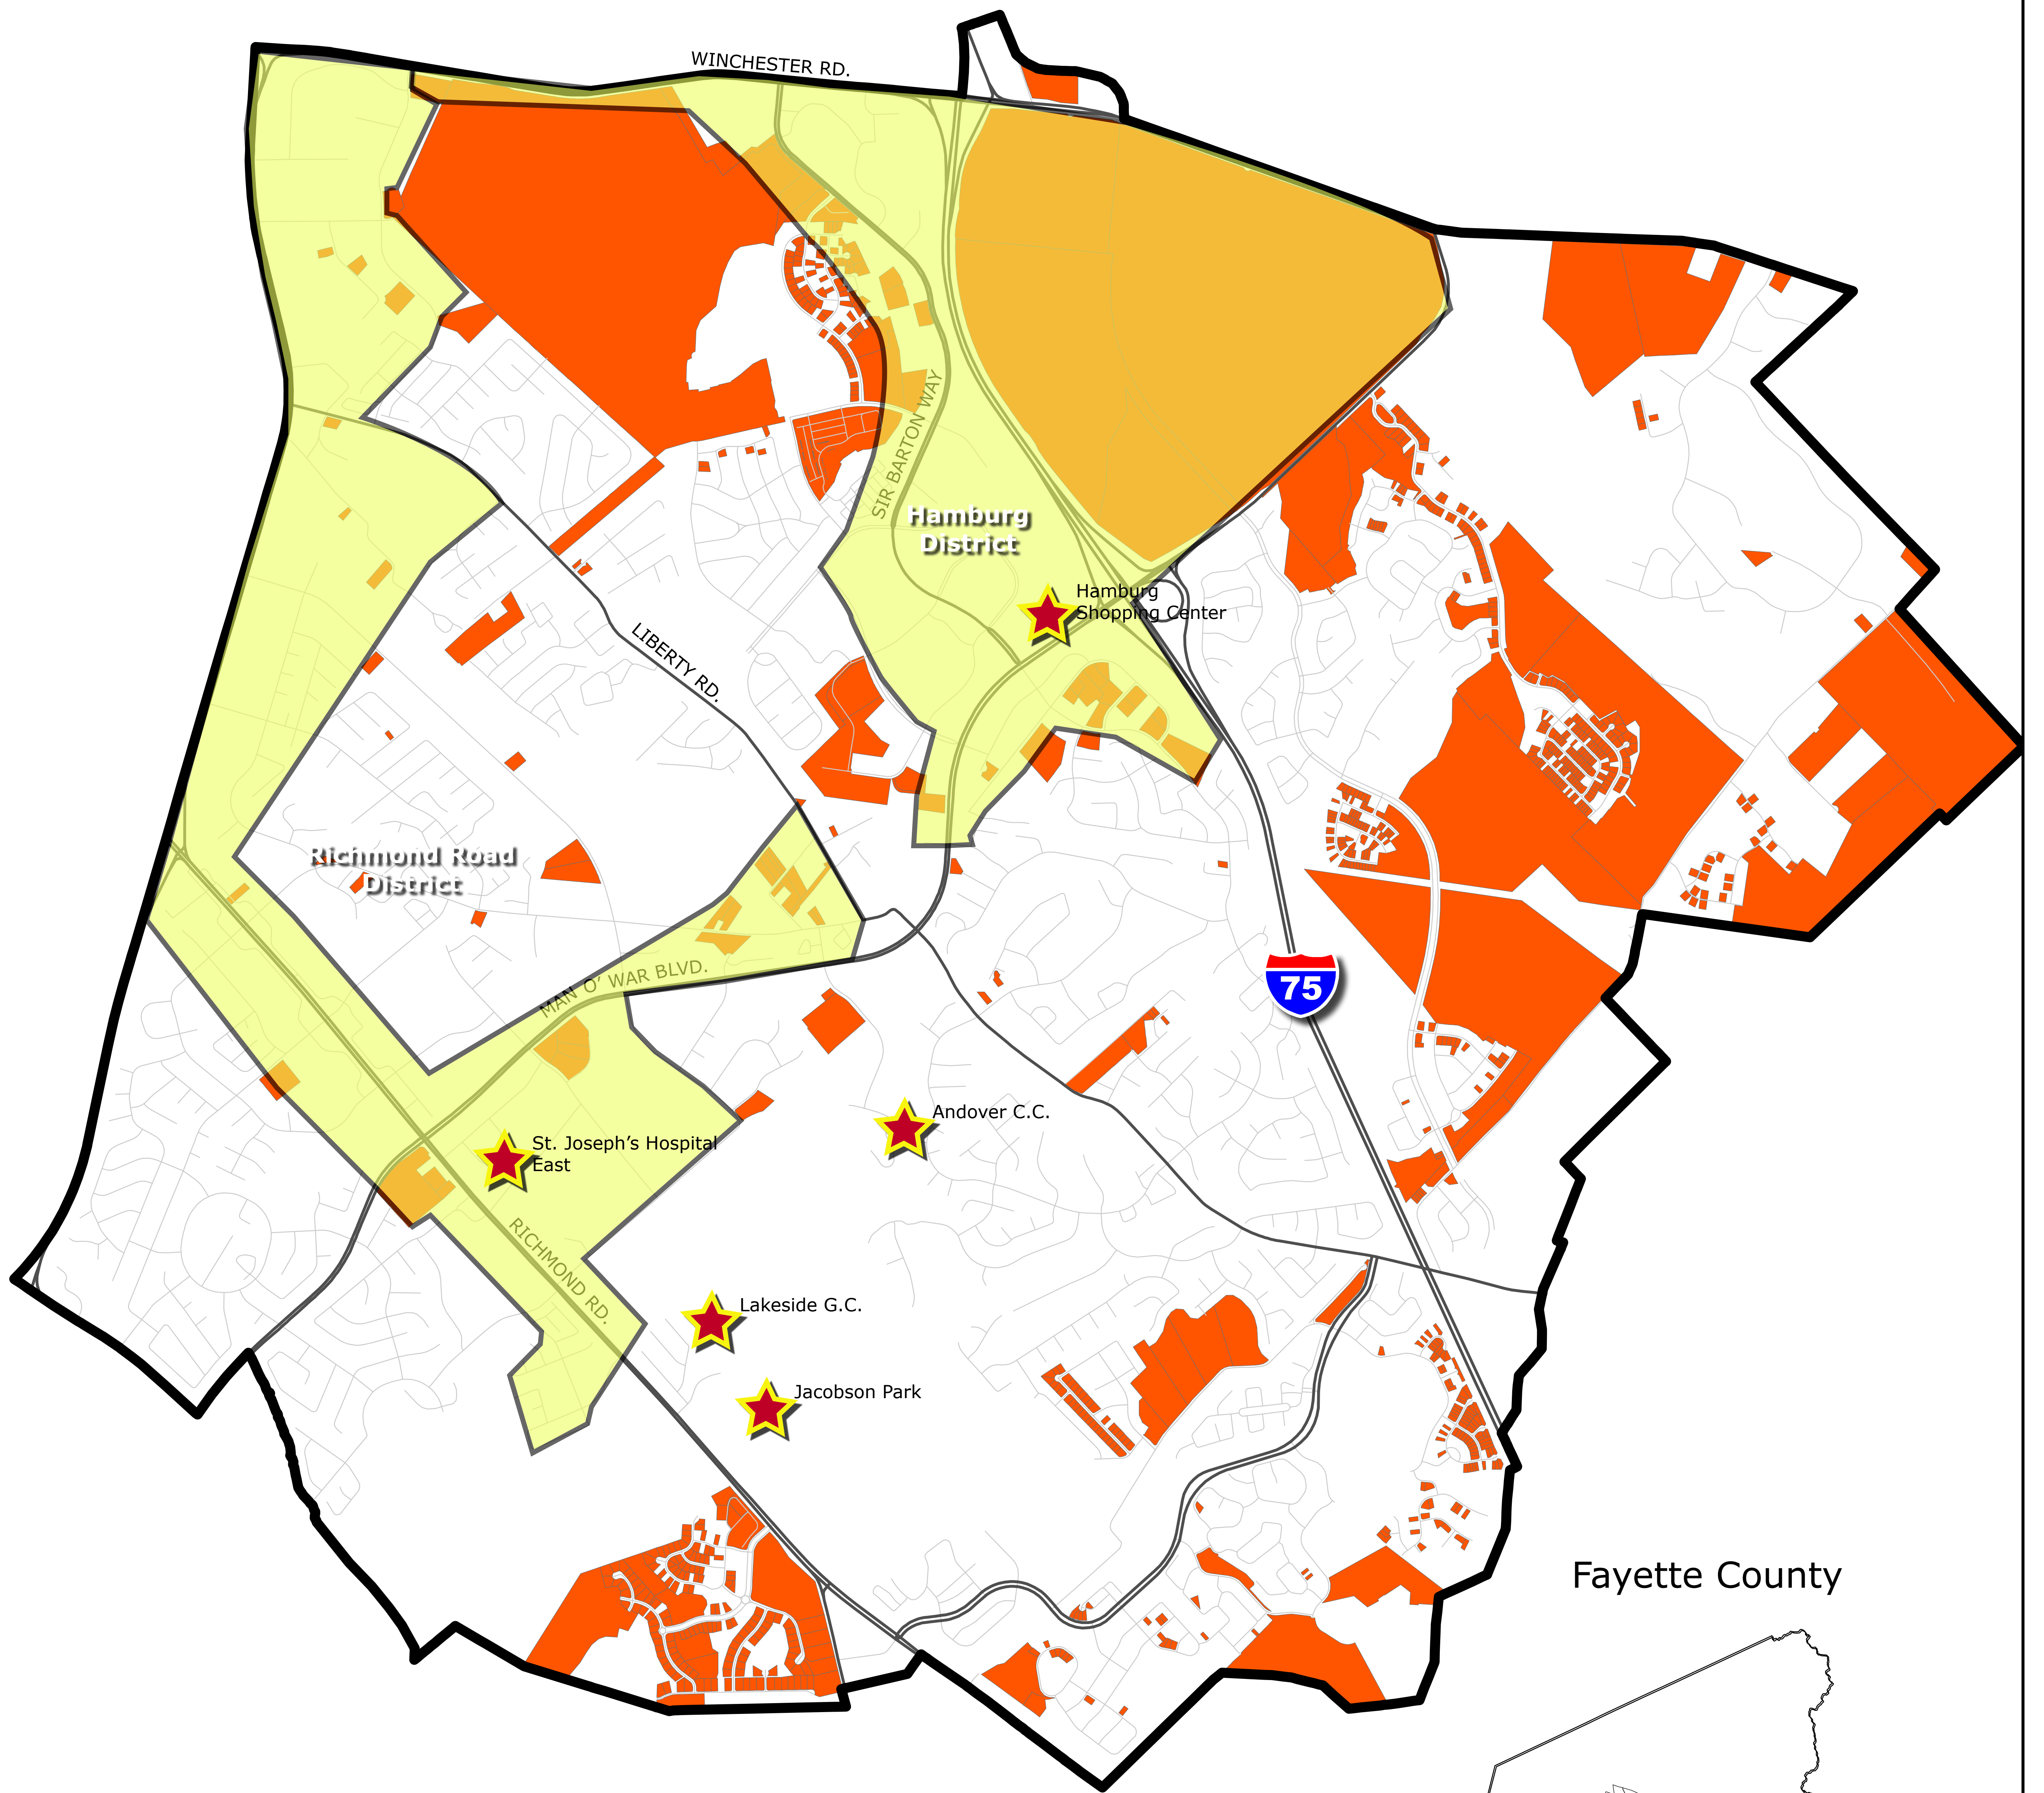 WINCHESTER RD.
SIR BARTON WAY
Hamburg
District
Hamburg
Shopping Center
LIBERTY RD.
Richmond Road
District
MAN O’ WAR BLVD.
75
Andover C.C.
St. Joseph’s Hospital
East
RICHMOND RD.
Lakeside G.C.
Jacobson Park
Fayette County